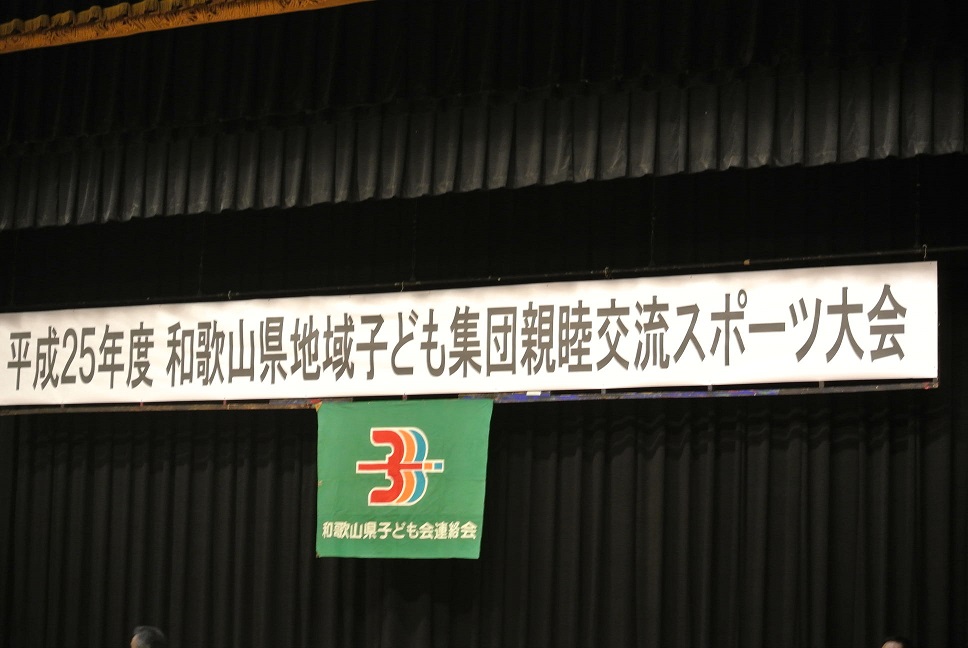 平成25年度 和歌山県地域子ども集団親睦交流スポーツ大会
和歌山県子ども会連絡会